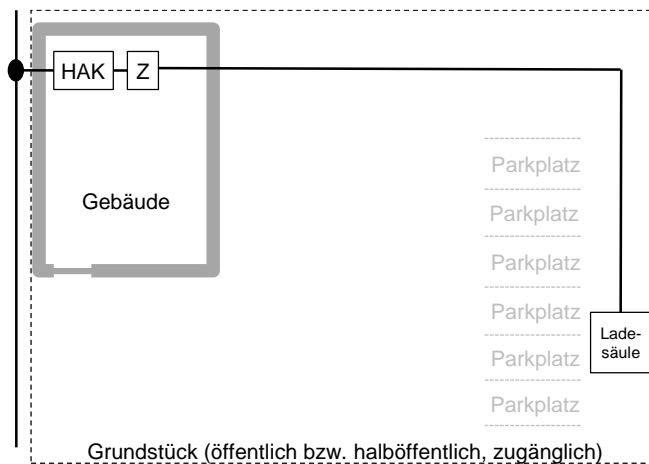 HAK
Z
Gebäude
Parkplatz
Parkplatz
Parkplatz
Parkplatz
Parkplatz
Parkplatz
Lade-
säule
Grundstück (öffentlich bzw. halböffentlich, zugänglich)